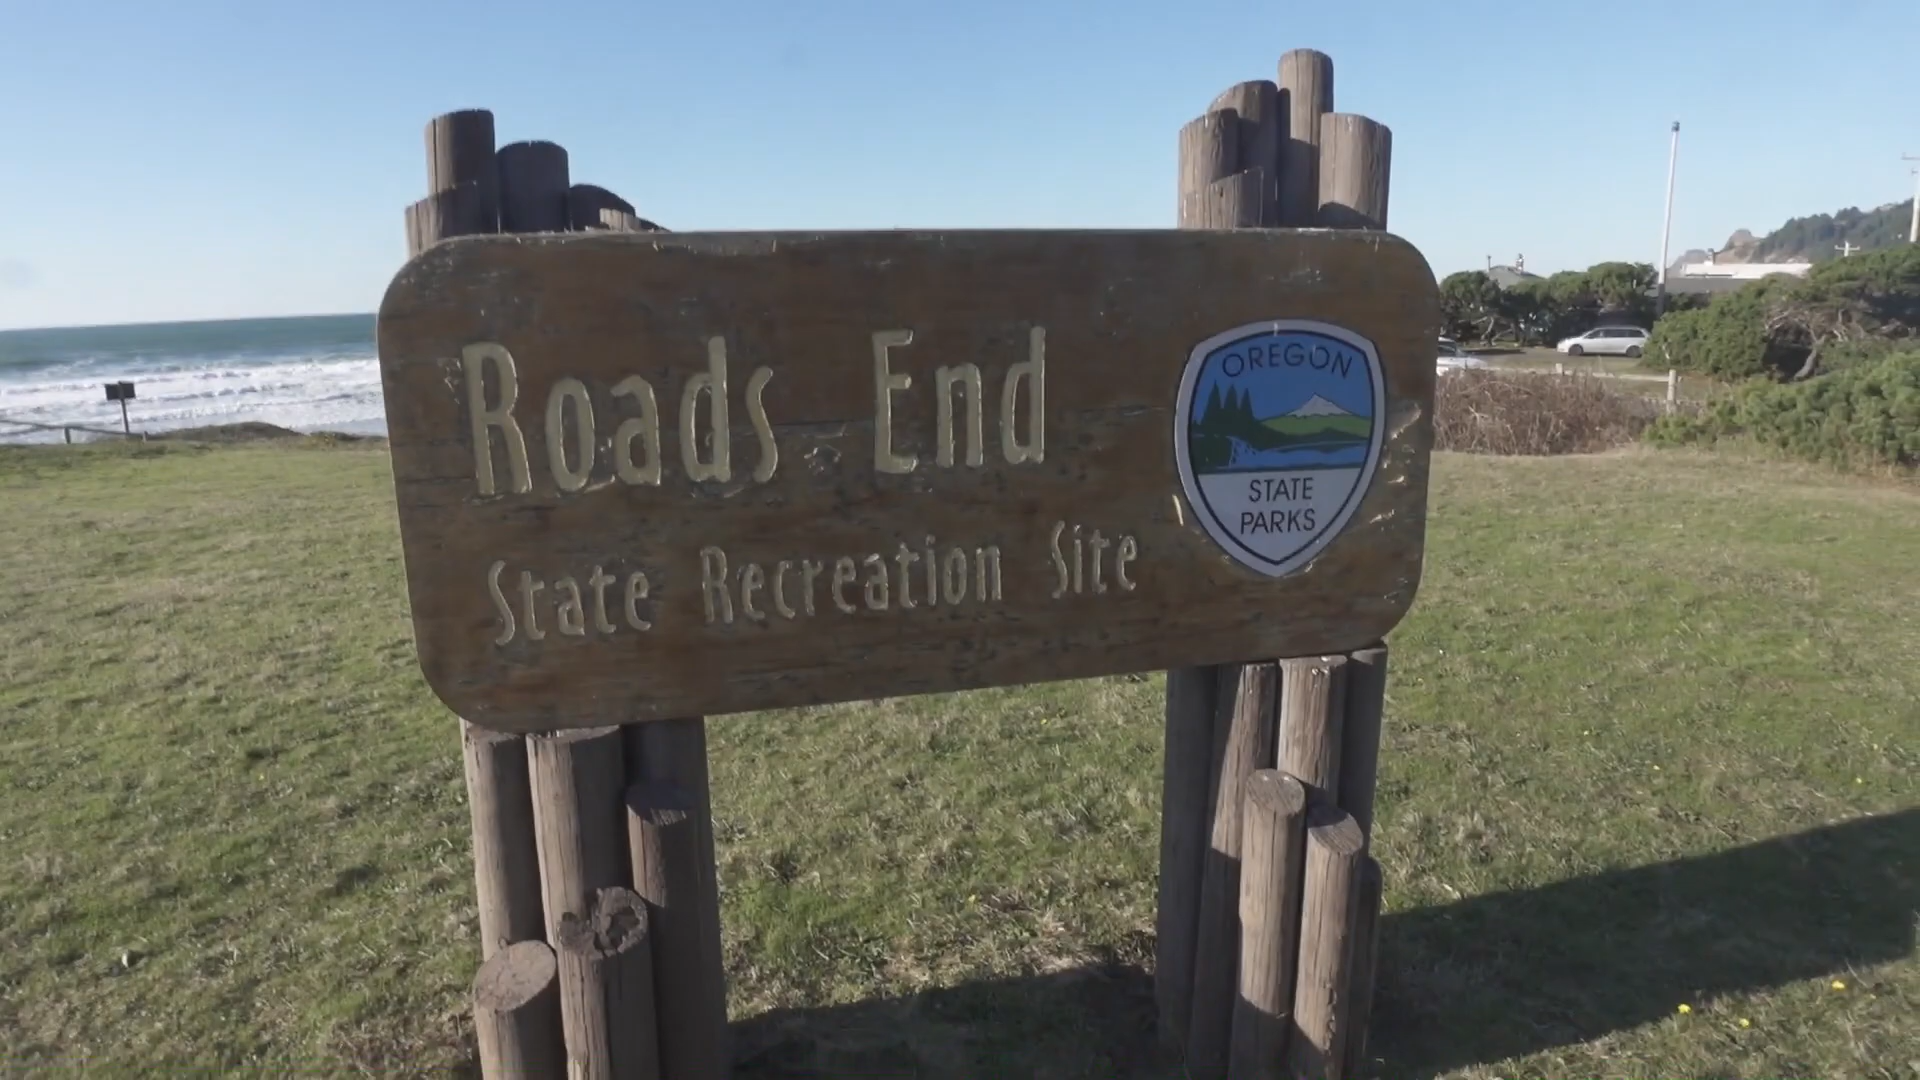 Roads End
State Recreation Site
OREGON
STATE
PARKS